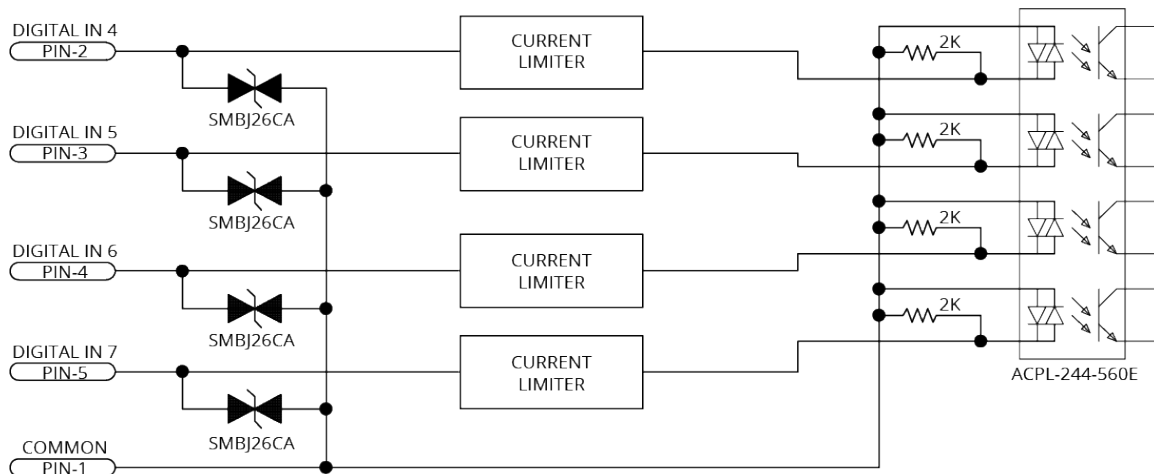 DIGITAL IN 4
PIN-2
CURRENT
LIMITER
2K
SMBJ26CA
DIGITAL IN 5
PIN-3
CURRENT
LIMITER
2K
SMBJ26CA
DIGITAL IN 6
PIN-4
CURRENT
LIMITER
2K
SMBJ26CA
DIGITAL IN 7
PIN-5
CURRENT
LIMITER
2K
ACPL-244-560E
SMBJ26CA
COMMON
PIN-1